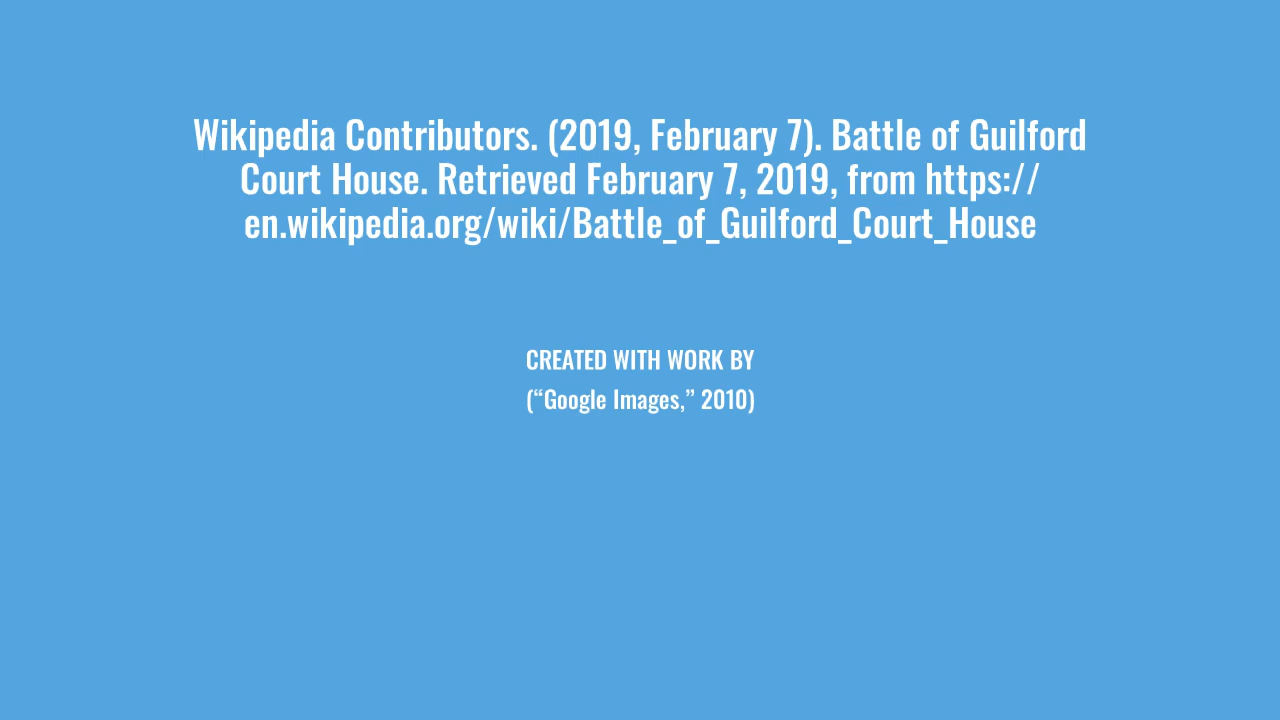 Wikipedia Contributors. (2019, February 7). Battle of Guilford
Court House. Retrieved February 7, 2019, from https://
en.wikipedia.org/wiki/Battle_of_Guilford_Court_House
CREATED WITH WORK BY
(“Google Images,” 2010)